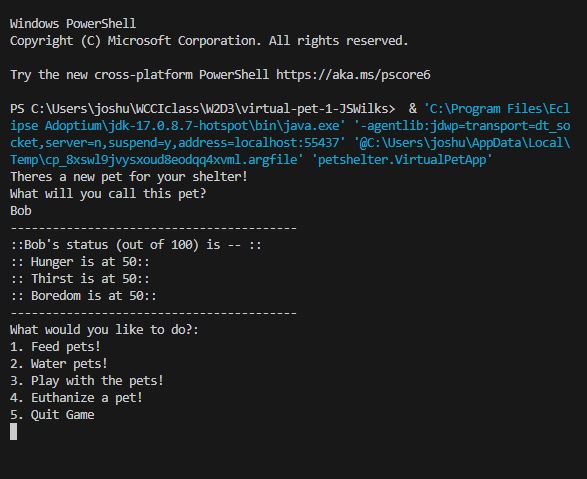 Windows PowerShell
Copyright (C) Microsoft Corporation. All rights reserved.
Try the new cross-platform PowerShell https://aka.ms/pscore6
PS C:\Users\joshu\WCCIclass\W2D3\virtual-pet-1-JSWilks>  & 'C:\Program Files\Ecl
ipse Adoptium\jdk-17.0.8.7-hotspot\bin\java.exe' '-agentlib:jdwp=transport=dt_so
cket,server=n,suspend=y,address=localhost:55437' '@C:\Users\joshu\AppData\Local\
Temp\cp_8xswl9jvysxoud8eodqq4xvml.argfile' 'petshelter.VirtualPetApp'
Theres a new pet for your shelter!
What will you call this pet?
Bob
-----------------------------------------
::Bob's status (out of 100) is -- ::
:: Hunger is at 50::
:: Thirst is at 50::
:: Boredom is at 50::
-----------------------------------------
What would you like to do?:
1. Feed pets!
2. Water pets!
3. Play with the pets!
4. Euthanize a pet!
5. Quit Game